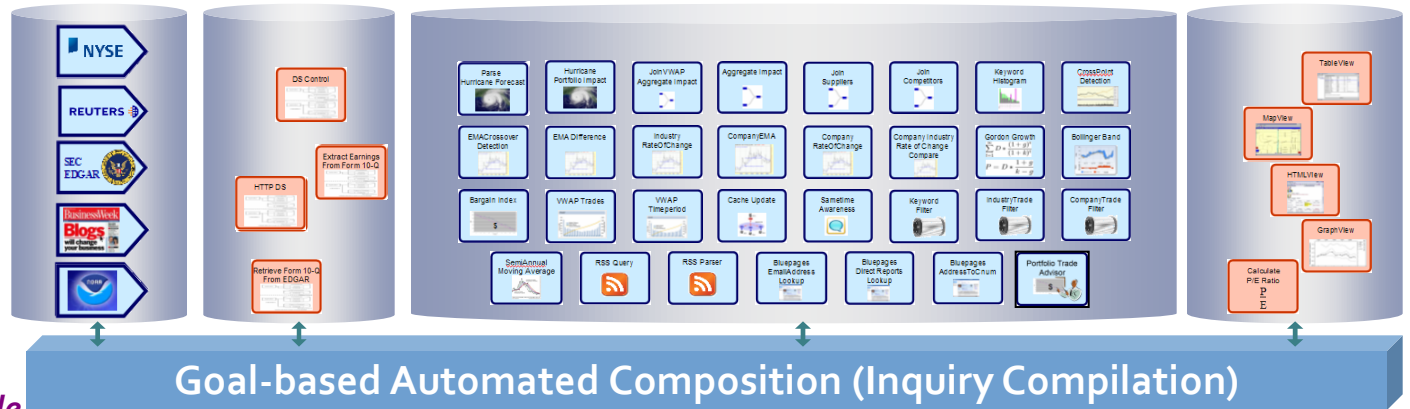 NYSE
REUTERS
SEC
EDGAR
BusinessWeek
Blogs
will change
your business
NOAA
DS Control
Extract Earnings
From Form 10-Q
HTTP DS
Retrieve Form 10-Q
From EDGAR
Parse
Hurricane Forecast
Hurricane
Portfolio Impact
JoinVWAP
Aggregate Impact
Aggregate Impact
Join
Suppliers
Join
Competitors
Keyword
Histogram
CrossPoint
Detection
EMACrossover
Detection
EMA Difference
Industry
RateOfChange
CompanyEMA
Company
RateOfChange
Company Industry
Rate of Change
Compare
Gordon Growth
Bollinger Band
Bargain Index
$
VWAP Trades
VWAP
Timeperiod
Cache Update
Sametime
Awareness
Keyword
Filter
IndustryTrade
Filter
CompanyTrade
Filter
SemiAnnual
Moving Average
RSS Query
RSS Parser
Bluepages
EmailAddress
Lookup
Bluepages
Direct Reports
Lookup
Bluepages
AddressToCnum
Portfolio Trade
Advisor
$
TableView
MapView
HTMLView
GraphView
Calculate
P/E Ratio
P
E
Goal-based Automated Composition (Inquiry Compilation)